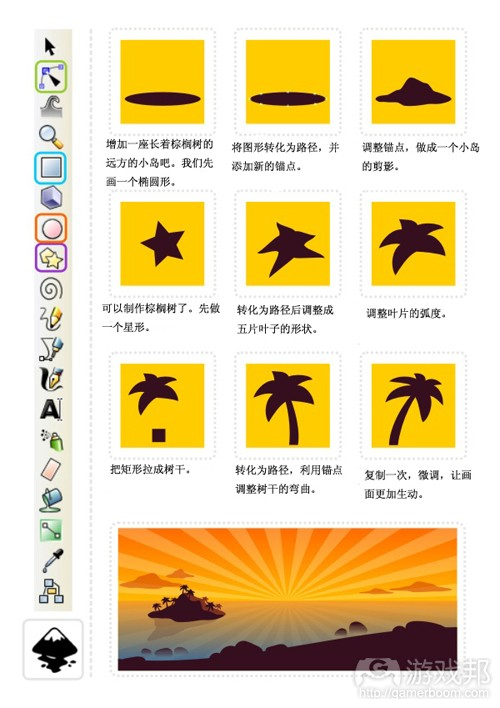 增加一座长着棕榈树的
远方的小岛吧。我们先
画一个椭圆形。
将图形转化为路径，并
添加新的锚点。
调整锚点，做成一个小岛
的剪影。
可以制作棕榈树了。先做
一个星形。
转化为路径后调整成
五片叶子的形状。
调整叶片的弧度。
把矩形拉成树干。
转化为路径，利用锚点
调整树干的弯曲。
复制一次，微调，让画
面更加生动。
A
游戏邦
http://gamerboom.com